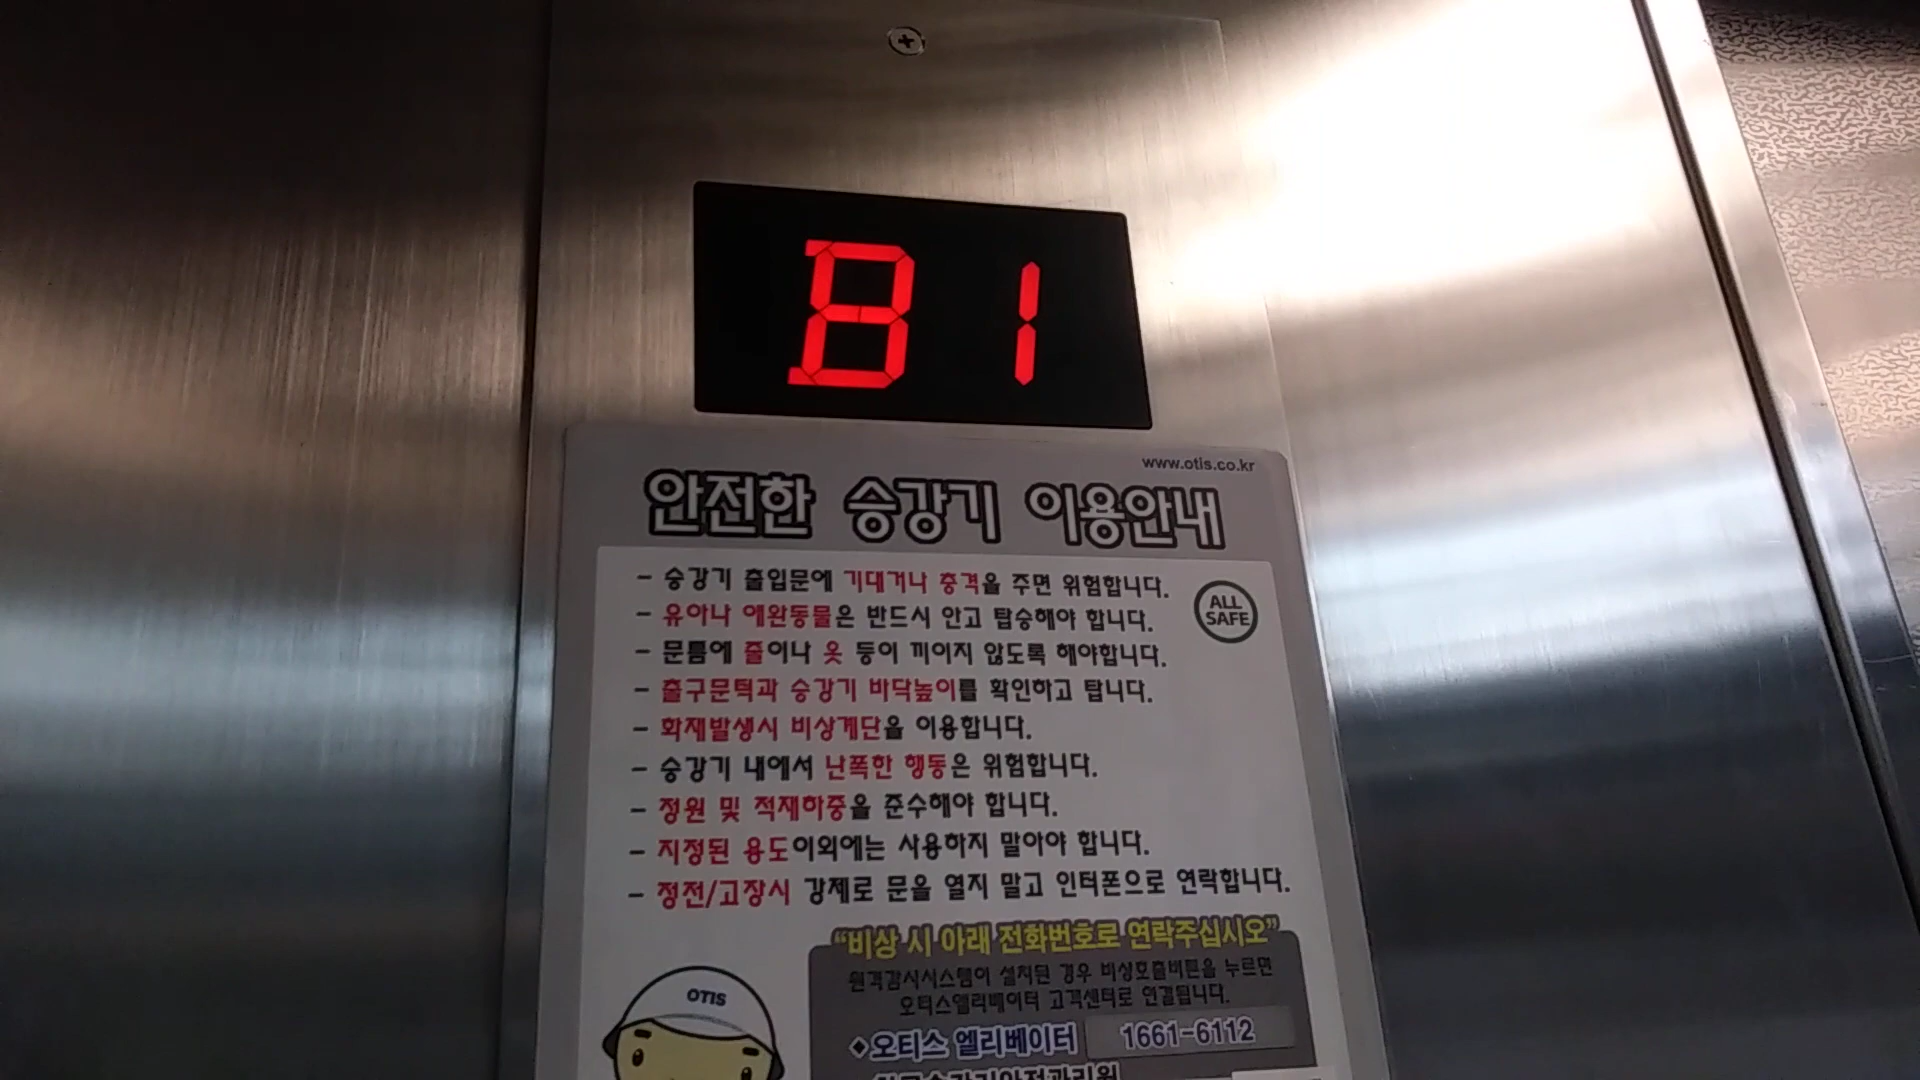 B1
www.otis.co.kr
안전한 승강기 이용안내
- 승강기 출입문에 기대거나 충격을 주면 위험합니다.
- 유아나 애완동물은 반드시 안고 탑승해야 합니다.
- 문틈에 줄이나 옷 등이 끼이지 않도록 해야합니다.
- 출구문턱과 승강기 바닥높이를 확인하고 탑니다.
- 화재발생시 비상계단을 이용합니다.
- 승강기 내에서 난폭한 행동은 위험합니다.
- 정원 및 적재하중을 준수해야 합니다.
- 지정된 용도이외에는 사용하지 말아야 합니다.
- 정전/고장시 강제로 문을 열지 말고 인터폰으로 연락합니다.
ALL
SAFE
"비상 시 아래 전화번호로 연락주십시오"
원격감시시스템이 설치된 경우 비상호출버튼을 누르면
오티스엘리베이터 고객센터로 연결됩니다.
◆오티스 엘리베이터 1661-6112
OTIS